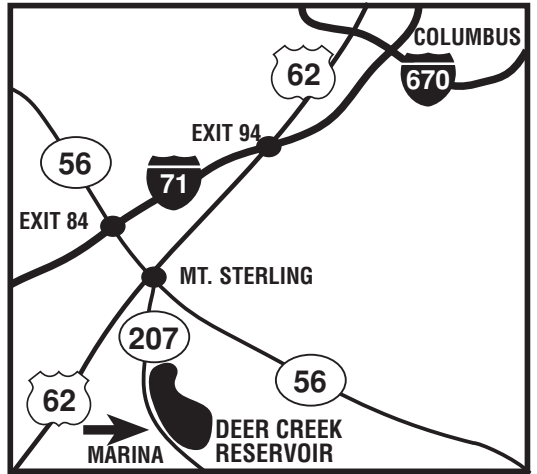 COLUMBUS
62
670
EXIT 94
56
71
EXIT 84
MT. STERLING
207
56
62
DEER CREEK
RESERVOIR
MARINA